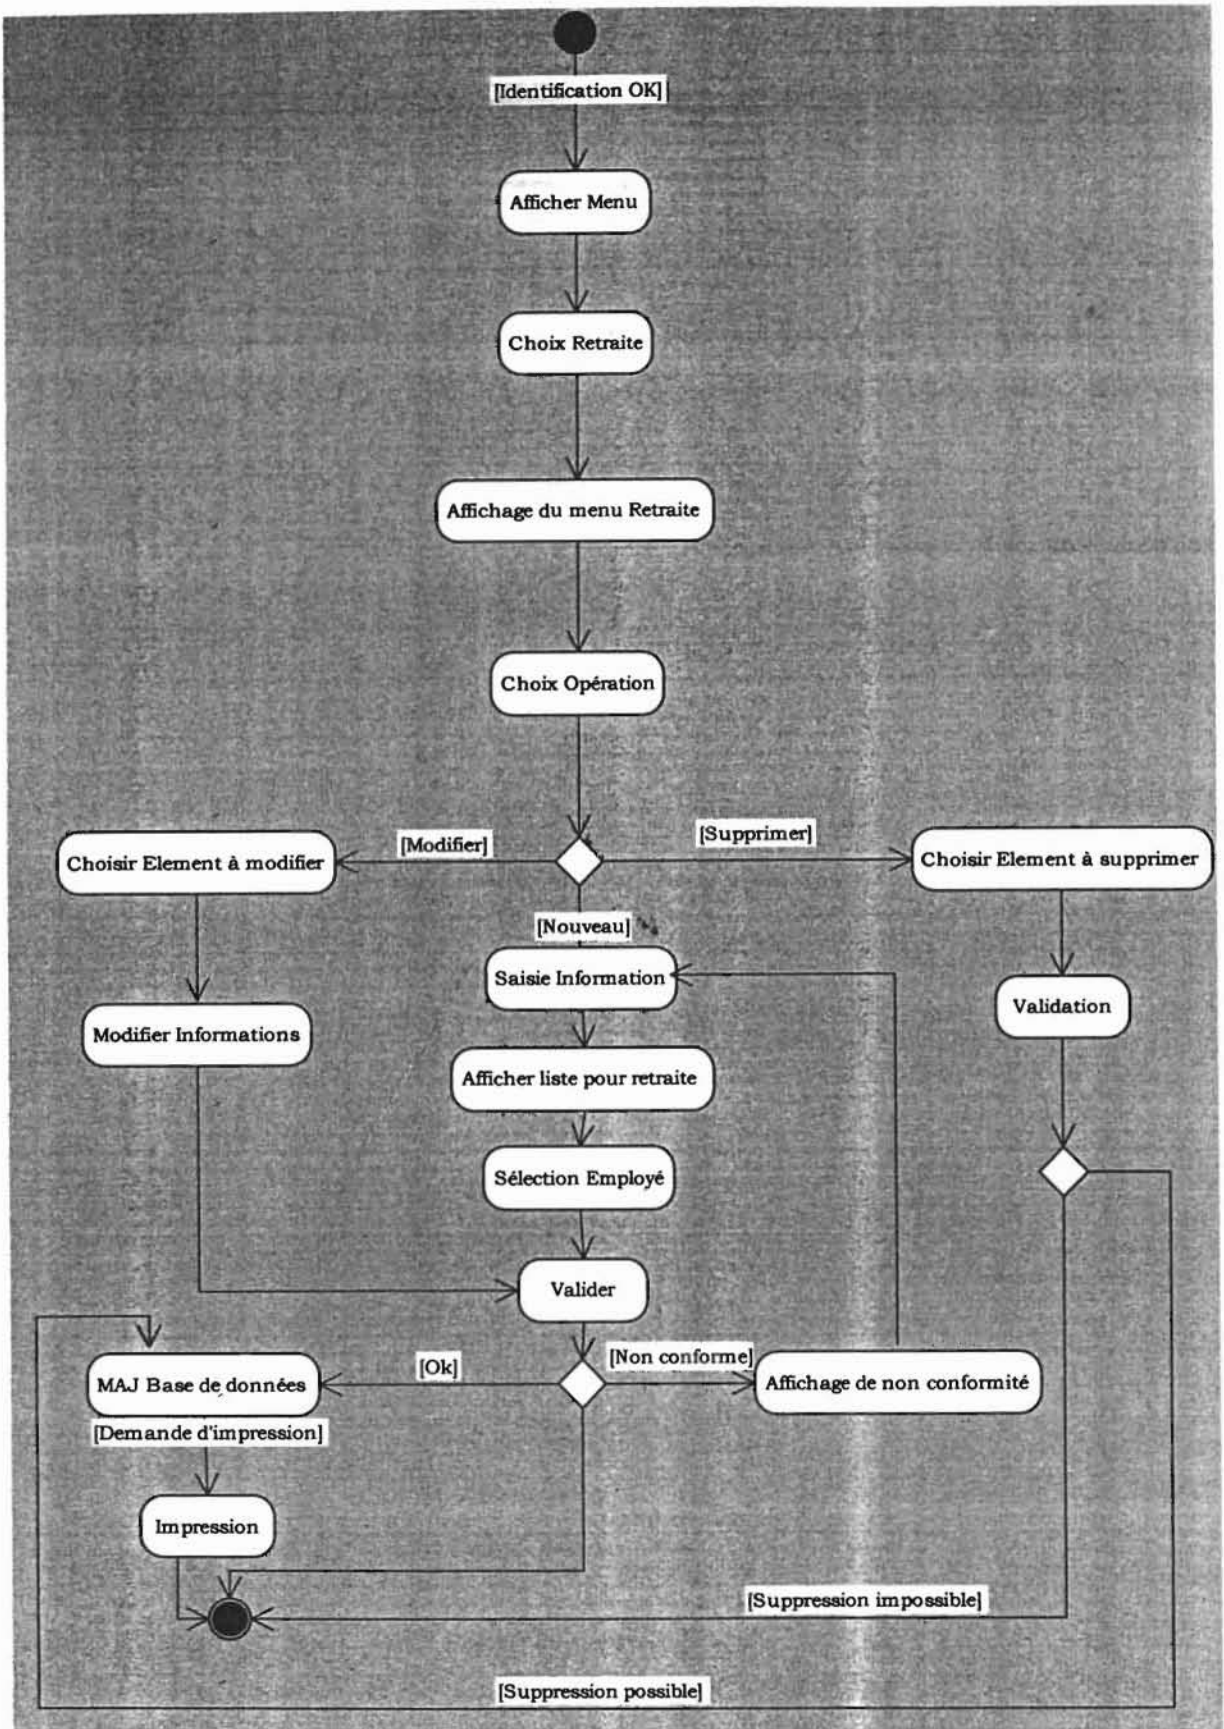 [Identification OK]
Afficher Menu
Choix Retraite
Affichage du menu Retraite
Choix Opération
[Modifier]
[Supprimer]
Choisir Element à modifier
Choisir Element à supprimer
[Nouveau]
Saisie Information
Validation
Modifier Informations
Afficher liste pour retraite
Sélection Employé
Valider
[Ok]
[Non conforme]
MAJ Base de données
Affichage de non conformité
[Demande d'impression]
Impression
[Suppression impossible]
[Suppression possible]